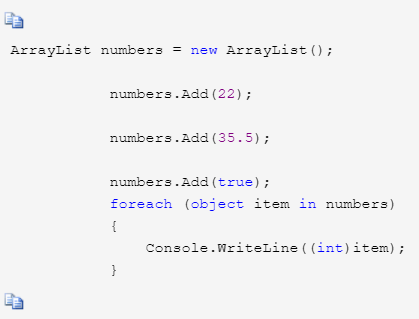 ArrayList numbers = new ArrayList();
numbers.Add(22);
numbers.Add(35.5);
numbers.Add(true);
foreach (object item in numbers)
{
Console.WriteLine((int)item);
}